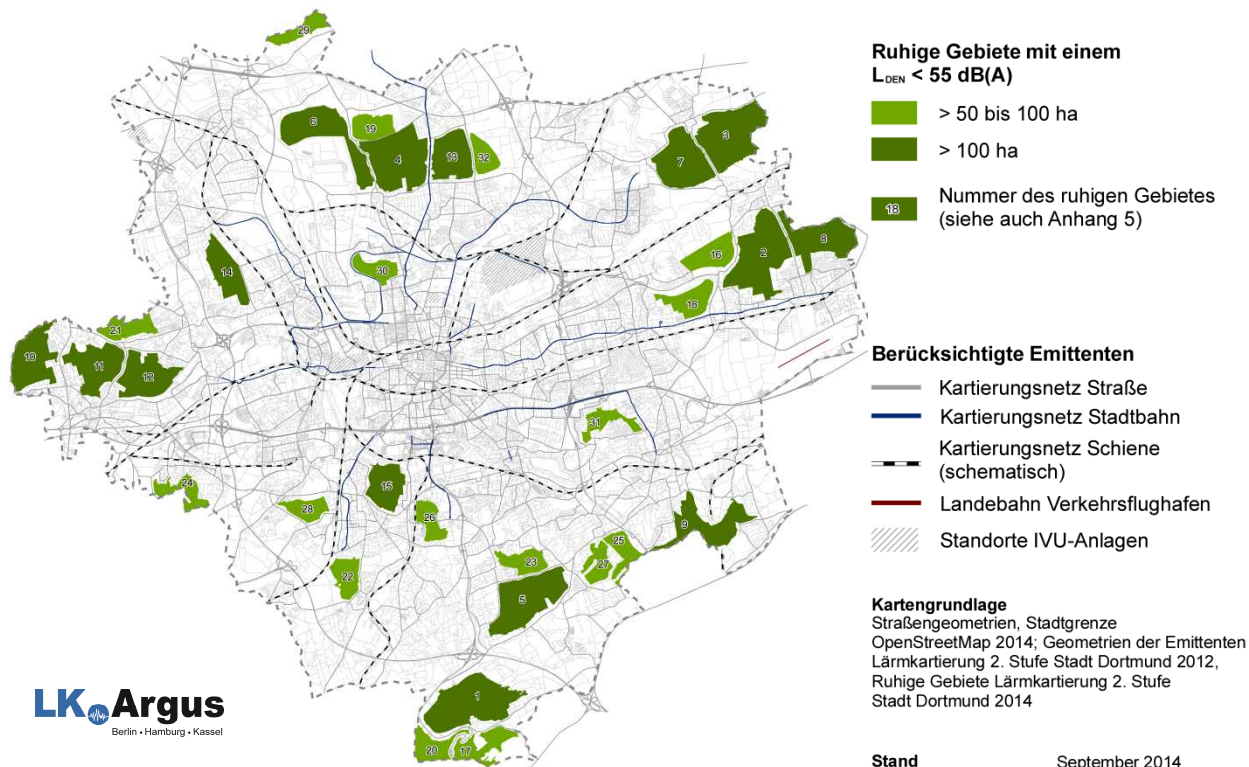 Ruhige Gebiete mit einem
LDEN < 55 dB(A)
> 50 bis 100 ha
> 100 ha
18
Nummer des ruhigen Gebietes
(siehe auch Anhang 5)
Berücksichtigte Emittenten
Kartierungsnetz Straße
Kartierungsnetz Stadtbahn
Kartierungsnetz Schiene
(schematisch)
Landebahn Verkehrsflughafen
Standorte IVU-Anlagen
Kartengrundlage
Straßengeometrien, Stadtgrenze
OpenStreetMap 2014; Geometrien der Emittenten
Lärmkartierung 2. Stufe Stadt Dortmund 2012,
Ruhige Gebiete Lärmkartierung 2. Stufe
Stadt Dortmund 2014
Stand September 2014
29
6
19
4
13
32
3
7
2
8
16
18
14
30
21
10
11
12
31
24
28
15
26
9
25
27
23
22
5
1
20
17
LK Argus
Berlin • Hamburg • Kassel